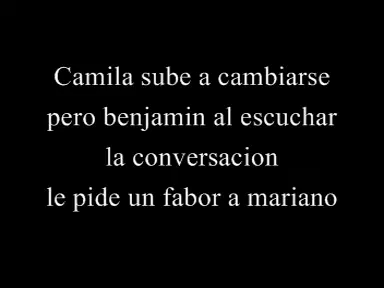 Camila sube a cambiarse
pero benjamin al escuchar
la conversacion
le pide un fabor a mariano